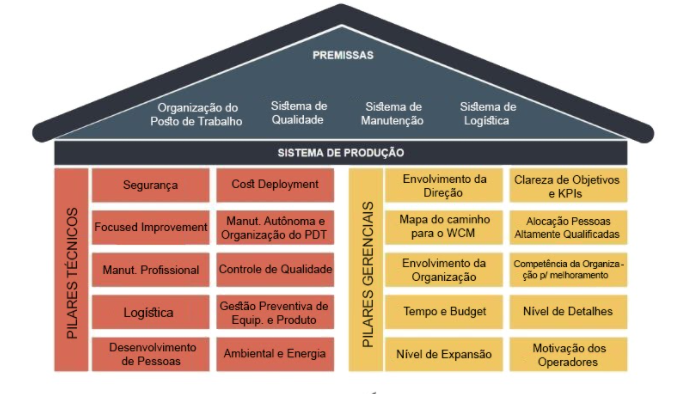 PREMISSAS
Organização do
Posto de Trabalho
Sistema de
Qualidade
Sistema de
Manutenção
Sistema de
Logística
SISTEMA DE PRODUÇÃO
PILARES TÉCNICOS
Segurança
Cost Deployment
Focused Improvement
Manut. Autônoma e
Organização do PDT
Manut. Profissional
Controle de Qualidade
Logística
Gestão Preventiva de
Equip. e Produto
Desenvolvimento
de Pessoas
Ambiental e Energia
PILARES GERENCIAIS
Envolvimento da
Direção
Clareza de Objetivos
e KPIs
Mapa do caminho
para o WCM
Alocação Pessoas
Altamente Qualificadas
Envolvimento da
Organização
Competência da Organiza-
ção p/ melhoramento
Tempo e Budget
Nível de Detalhes
Nível de Expansão
Motivação dos
Operadores